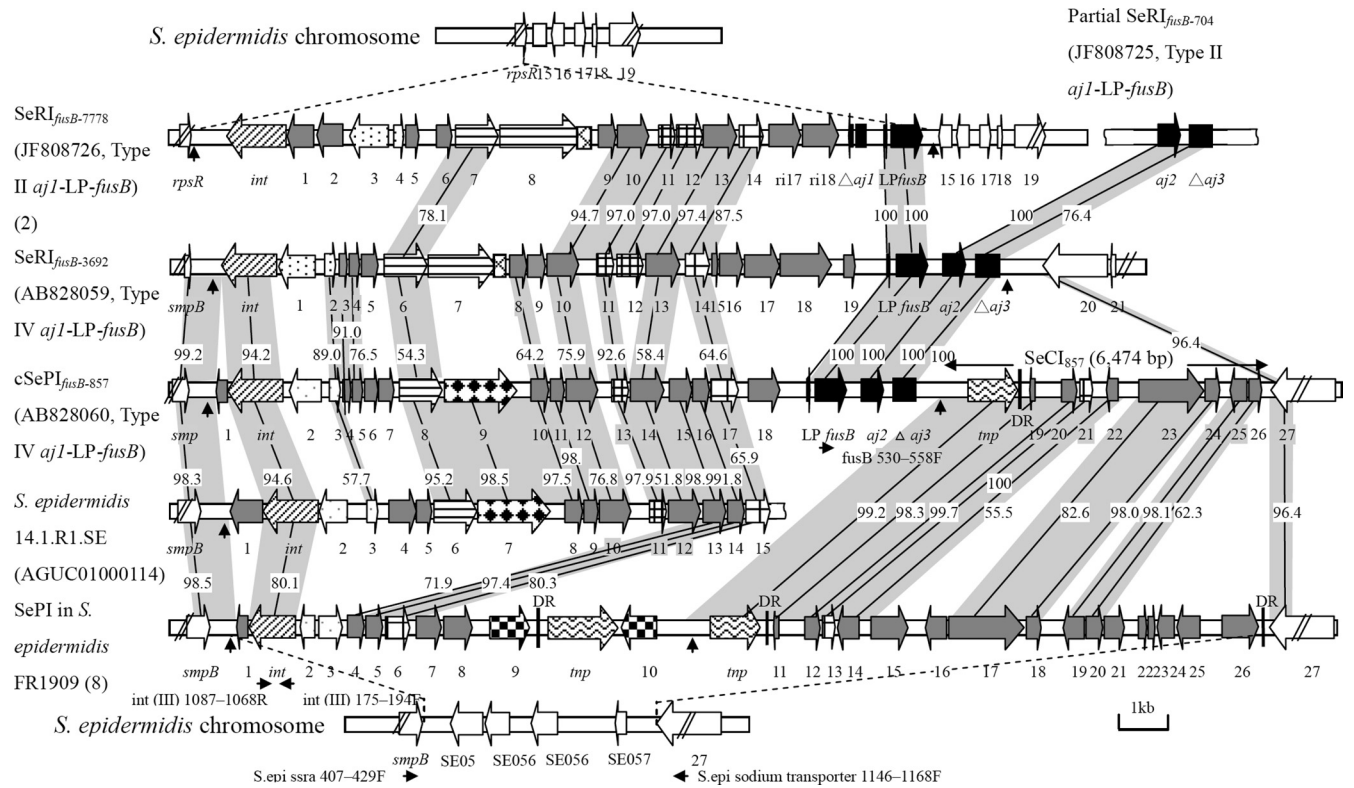 S. epidermidis chromosome
rpsR 15 16 17 18 19
Partial SeRIfusB-704
(JF808725, Type II
aj1-LP-fusB)
SeRIfusB-7778
(JF808726, Type
II aj1-LP-fusB)
(2)
rpsR int 1 2 3 4 5 6 7 8 9 10 11 12 13 14 ri17 ri18 △aj1 LP fusB 15 16 17 18 19 aj2 △aj3
78.1 94.7 97.0 97.0 97.4 87.5 100 100 100 76.4
SeRIfusB-3692
(AB828059, Type
IV aj1-LP-fusB)
smpB int 1 2 3 4 5 6 7 8 9 10 11 12 13 14 15 16 17 18 19 LP fusB aj2 △aj3 20 21
99.2 94.2 89.0 91.0 76.5 54.3 64.2 75.9 92.6 58.4 64.6 100 100 100 100 96.4
SeCI857 (6,474 bp)
cSePIfusB-857
(AB828060, Type
IV aj1-LP-fusB)
smp 1 int 2 3 4 5 6 7 8 9 10 11 12 13 14 15 16 17 18 LP fusB aj2 △ aj3 tnp DR 19 20 21 22 23 24 25 26 27
fusB 530–558F
98.3 94.6 57.7 95.2 98.5 97.5 98. 76.8 97.9 51.8 98.9 91.8 65.9
99.2 98.3 99.7 100 55.5 82.6 98.0 98.1 62.3 96.4
S. epidermidis
14.1.R1.SE
(AGUC01000114)
smpB 1 int 2 3 4 5 6 7 8 9 10 11 12 13 14 15
98.5 80.1 71.9 97.4 80.3
SePI in S.
epidermidis
FR1909 (8)
DR DR DR
smpB 1 int 2 3 4 5 6 7 8 9 tnp 10 tnp 11 12 13 14 15 16 17 18 19 20 21 22 23 24 25 26 27
int (III) 1087–1068R int (III) 175–194F
1kb
S. epidermidis chromosome
smpB SE05 SE056 SE056 SE057 27
S.epi ssra 407–429F S.epi sodium transporter 1146–1168F